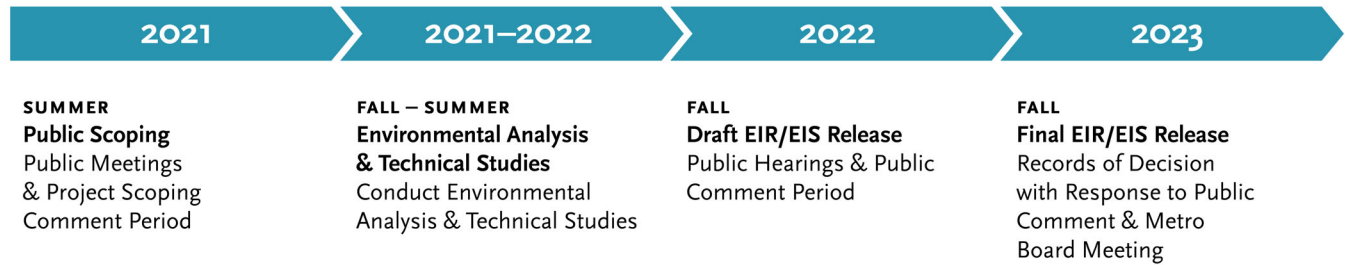 2021
2021–2022
2022
2023
SUMMER
Public Scoping
Public Meetings
& Project Scoping
Comment Period
FALL – SUMMER
Environmental Analysis
& Technical Studies
Conduct Environmental
Analysis & Technical Studies
FALL
Draft EIR/EIS Release
Public Hearings & Public
Comment Period
FALL
Final EIR/EIS Release
Records of Decision
with Response to Public
Comment & Metro
Board Meeting